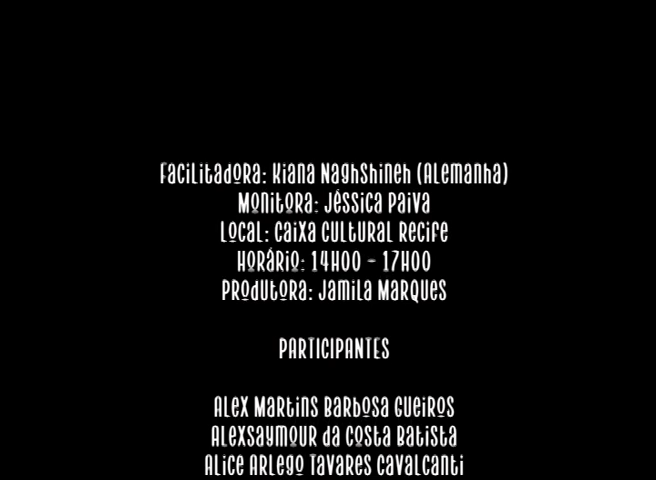 Facilitadora: Kiana Naghshineh (Alemanha)
Monitora: Jéssica Paiva
Local: Caixa Cultural Recife
Horário: 14h00 - 17h00
Produtora: Jamila Marques
PARTICIPANTES
Alex Martins Barbosa Gueiros
Alexsaymour da Costa Batista
Alice Arlego Tavares Cavalcanti